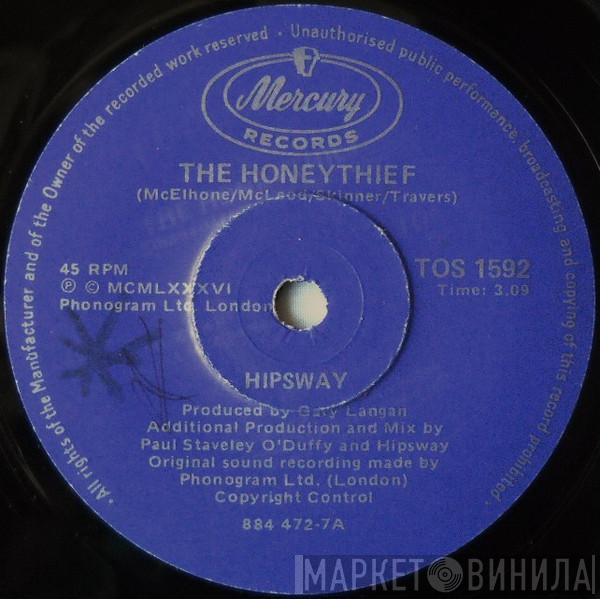 · All rights of the Manufacturer and of the Owner of the recorded work reserved · Unauthorised public performance, broadcasting and copying of this record prohibited ·
Mercury
RECORDS
THE HONEYTHIEF
(McElhone/McLeod/Skinner/Travers)
45 RPM
TOS 1592
℗ © MCMLXXXVI
Time: 3.09
Phonogram Ltd. London
HIPSWAY
Produced by Gary Langan
Additional Production and Mix by
Paul Staveley O'Duffy and Hipsway
Original sound recording made by
Phonogram Ltd. (London)
Copyright Control
884 472-7A
МАРКЕТ ВИНИЛА